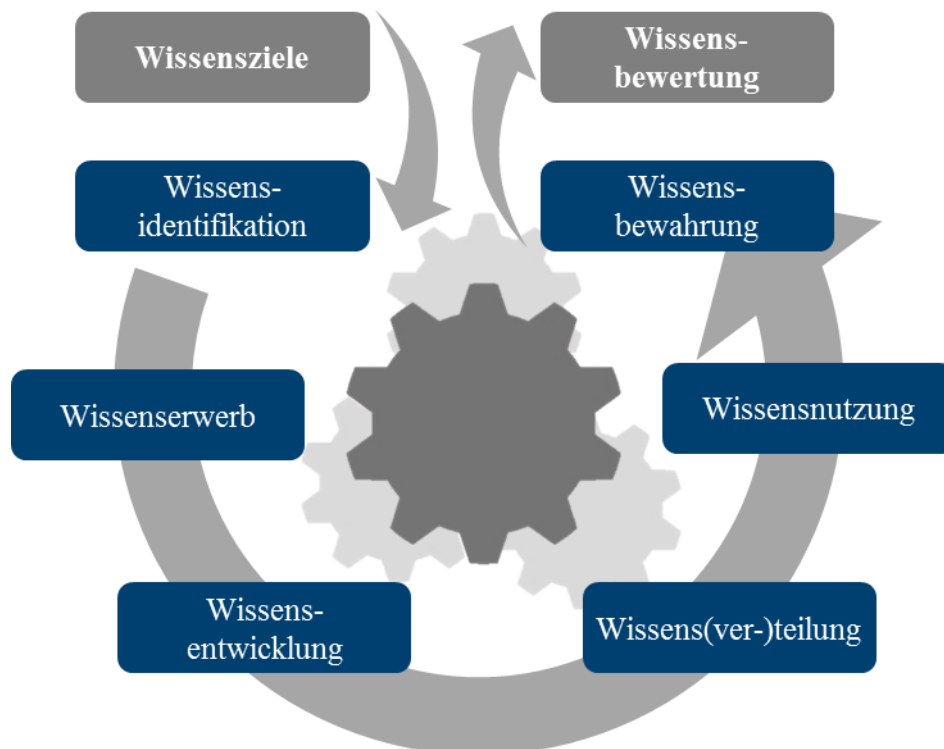 Wissensziele
Wissens-
bewertung
Wissens-
identifikation
Wissens-
bewahrung
Wissenserwerb
Wissensnutzung
Wissens-
entwicklung
Wissens(ver-)teilung